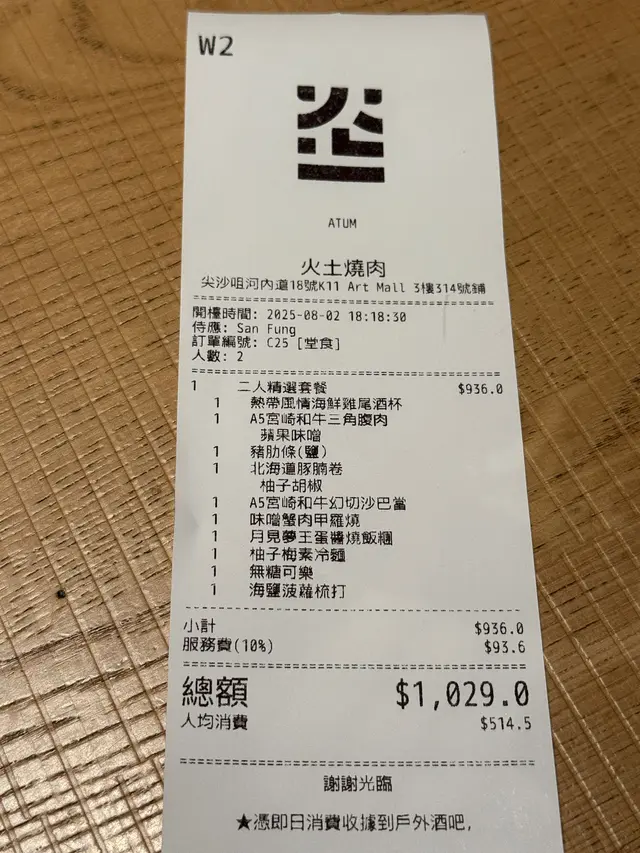 W2
ATUM
火土燒肉
尖沙咀河內道18號K11 Art Mall 3樓314號舖
開檯時間: 2025-08-02 18:18:30
侍應: San Fung
訂單編號: C25 [堂食]
人數: 2
1 二人精選套餐 $936.0
1 熱帶風情海鮮雞尾酒杯
1 A5宮崎和牛三角腹肉
蘋果味噌
1 豬肋條(鹽)
1 北海道豚腩卷
柚子胡椒
1 A5宮崎和牛幻切沙巴當
1 味噌蟹肉甲羅燒
1 月見夢王蛋醬燒飯糰
1 柚子梅素冷麵
1 無糖可樂
1 海鹽菠蘿梳打
小計 $936.0
服務費(10%) $93.6
總額 $1,029.0
人均消費 $514.5
謝謝光臨
★憑即日消費收據到戶外酒吧,